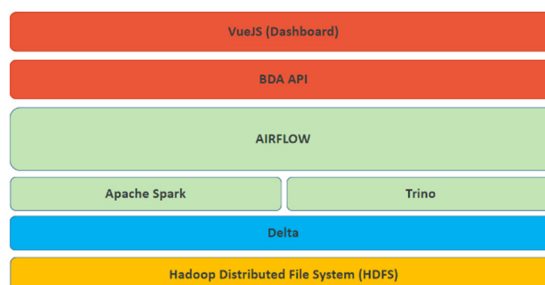 VueJS (Dashboard)
BDA API
AIRFLOW
Apache Spark
Trino
Delta
Hadoop Distributed File System (HDFS)